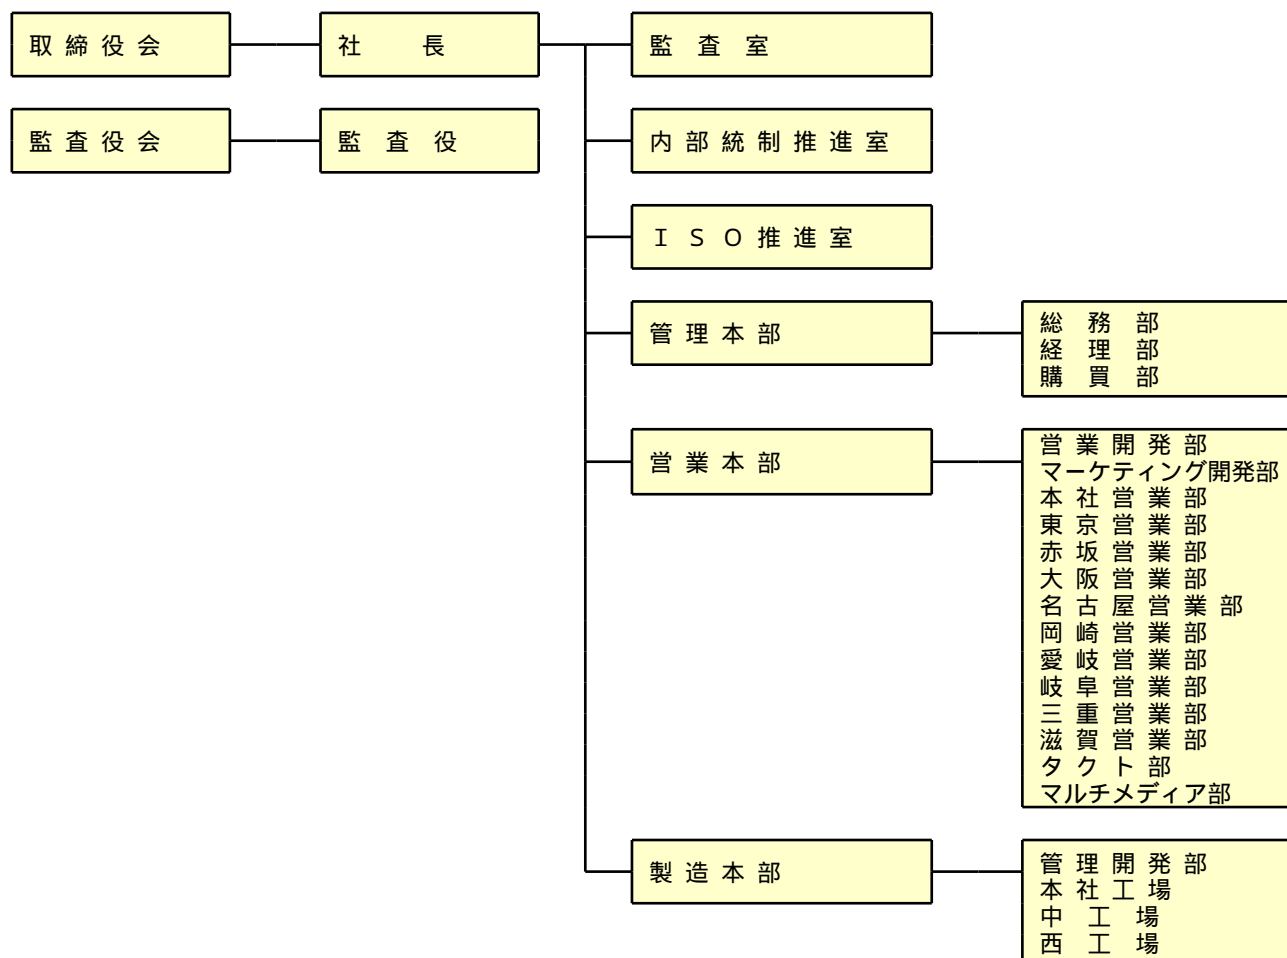 取締役会
社長
監査室
監査役会
監査役
内部統制推進室
ＩＳＯ推進室
管理本部
総務部
経理部
購買部
営業本部
営業開発部
マーケティング開発部
本社営業部
東京営業部
赤坂営業部
大阪営業部
名古屋営業部
岡崎営業部
愛岐営業部
岐阜営業部
三重営業部
滋賀営業部
タクト部
マルチメディア部
製造本部
管理開発部
本社工場
中工場
西工場